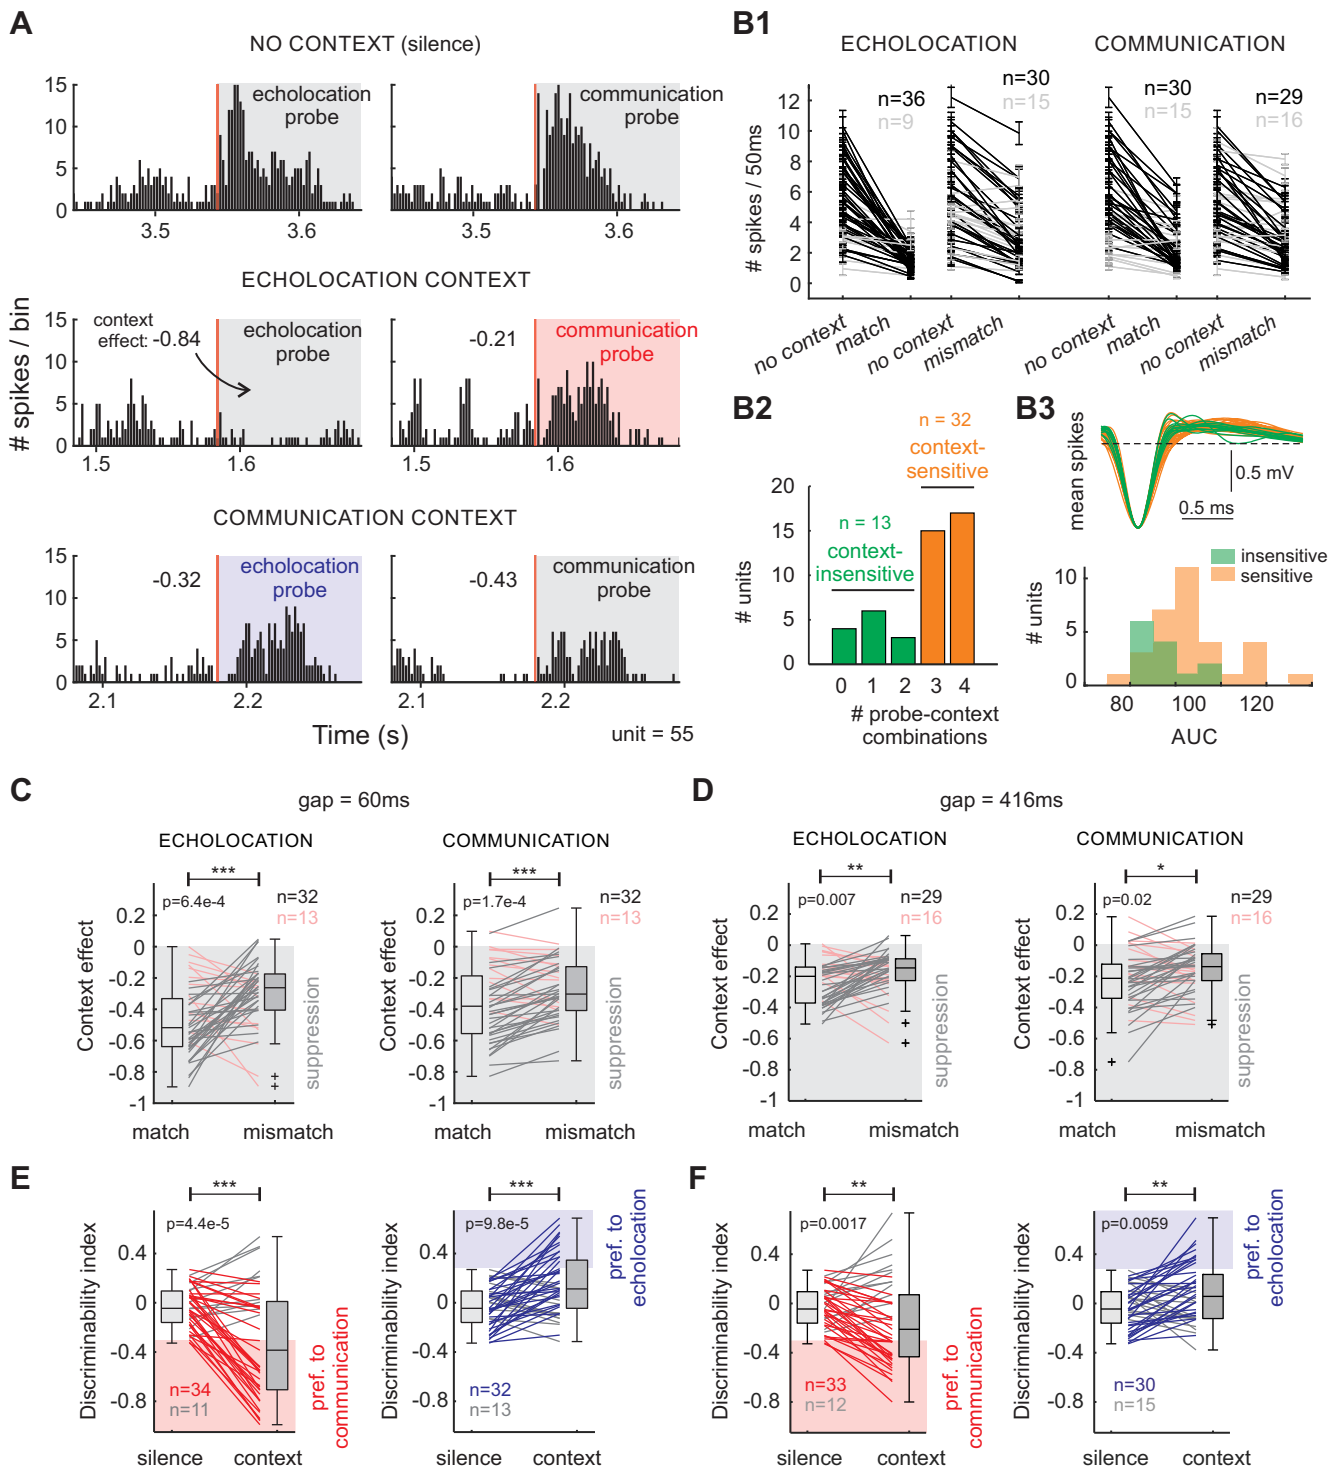 A
NO CONTEXT (silence)
15
10
5
0
echolocation
probe
communication
probe
3.5
3.6
3.5
3.6
ECHOLOCATION CONTEXT
# spikes / bin
15
10
5
0
context
effect:
-0.84
echolocation
probe
-0.21
communication
probe
1.5
1.6
1.5
1.6
COMMUNICATION CONTEXT
15
10
5
0
-0.32
echolocation
probe
-0.43
communication
probe
2.1
2.2
2.1
2.2
Time (s)
unit = 55
B1
ECHOLOCATION
COMMUNICATION
# spikes / 50ms
12
10
8
6
4
2
0
n=36
n=9
n=30
n=15
n=30
n=15
n=29
n=16
no context
match
no context
mismatch
no context
match
no context
mismatch
B2
n = 32
context-
sensitive
n = 13
context-
insensitive
# units
20
15
10
5
0
0 1 2 3 4
# probe-context
combinations
B3
mean spikes
0.5 mV
0.5 ms
insensitive
sensitive
# units
10
5
0
80 100 120
AUC
C
gap = 60ms
ECHOLOCATION
COMMUNICATION
***
p=6.4e-4
n=32
n=13
Context effect
0.2
0
-0.2
-0.4
-0.6
-0.8
-1
suppression
match
mismatch
***
p=1.7e-4
n=32
n=13
Context effect
0.2
0
-0.2
-0.4
-0.6
-0.8
-1
match
mismatch
D
gap = 416ms
ECHOLOCATION
COMMUNICATION
**
p=0.007
n=29
n=16
Context effect
0.2
0
-0.2
-0.4
-0.6
-0.8
-1
suppression
match
mismatch
*
p=0.02
n=29
n=16
Context effect
0.2
0
-0.2
-0.4
-0.6
-0.8
-1
suppression
match
mismatch
E
***
p=4.4e-5
Discriminability index
0.4
0
-0.4
-0.8
n=34
n=11
pref. to
communication
silence
context
***
p=9.8e-5
Discriminability index
0.4
0
-0.4
-0.8
n=32
n=13
pref. to
echolocation
silence
context
F
**
p=0.0017
Discriminability index
0.4
0
-0.4
-0.8
n=33
n=12
pref. to
communication
silence
context
**
p=0.0059
Discriminability index
0.4
0
-0.4
-0.8
n=30
n=15
pref. to
echolocation
silence
context